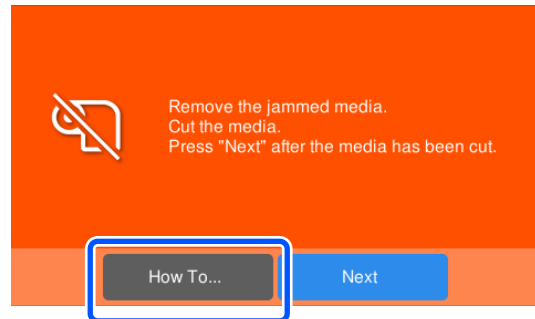 Remove the jammed media.
Cut the media.
Press "Next" after the media has been cut.
How To...
Next